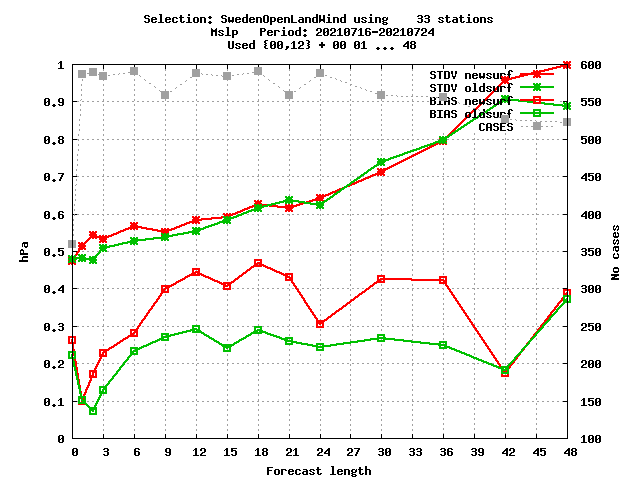 Selection: SwedenOpenLandWind using    33 stations
Mslp   Period: 20210716-20210724
Used {00,12} + 00 01 ... 48
STDV newsurf
STDV oldsurf
BIAS newsurf
BIAS oldsurf
CASES
hPa
1
0.9
0.8
0.7
0.6
0.5
0.4
0.3
0.2
0.1
0
No cases
600
550
500
450
400
350
300
250
200
150
100
0 3 6 9 12 15 18 21 24 27 30 33 36 39 42 45 48
Forecast length